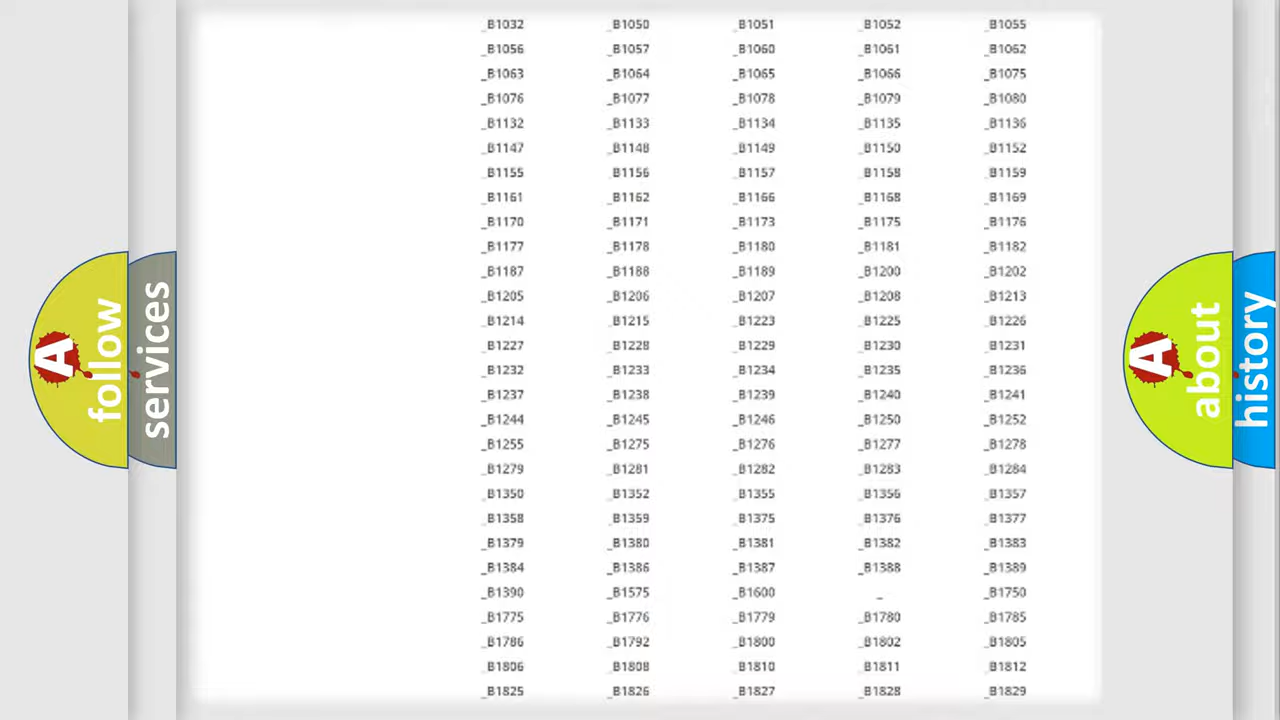 _B1032 _B1050 _B1051 _B1052 _B1055
_B1056 _B1057 _B1060 _B1061 _B1062
_B1063 _B1064 _B1065 _B1066 _B1075
_B1076 _B1077 _B1078 _B1079 _B1080
_B1132 _B1133 _B1134 _B1135 _B1136
_B1147 _B1148 _B1149 _B1150 _B1152
_B1155 _B1156 _B1157 _B1158 _B1159
_B1161 _B1162 _B1166 _B1168 _B1169
_B1170 _B1171 _B1173 _B1175 _B1176
_B1177 _B1178 _B1180 _B1181 _B1182
_B1187 _B1188 _B1189 _B1200 _B1202
_B1205 _B1206 _B1207 _B1208 _B1213
_B1214 _B1215 _B1223 _B1225 _B1226
_B1227 _B1228 _B1229 _B1230 _B1231
_B1232 _B1233 _B1234 _B1235 _B1236
_B1237 _B1238 _B1239 _B1240 _B1241
_B1244 _B1245 _B1246 _B1250 _B1252
_B1255 _B1275 _B1276 _B1277 _B1278
_B1279 _B1281 _B1282 _B1283 _B1284
_B1350 _B1352 _B1355 _B1356 _B1357
_B1358 _B1359 _B1375 _B1376 _B1377
_B1379 _B1380 _B1381 _B1382 _B1383
_B1384 _B1386 _B1387 _B1388 _B1389
_B1390 _B1575 _B1600 _ _B1750
_B1775 _B1776 _B1779 _B1780 _B1785
_B1786 _B1792 _B1800 _B1802 _B1805
_B1806 _B1808 _B1810 _B1811 _B1812
_B1825 _B1826 _B1827 _B1828 _B1829
A follow
services
A about
history